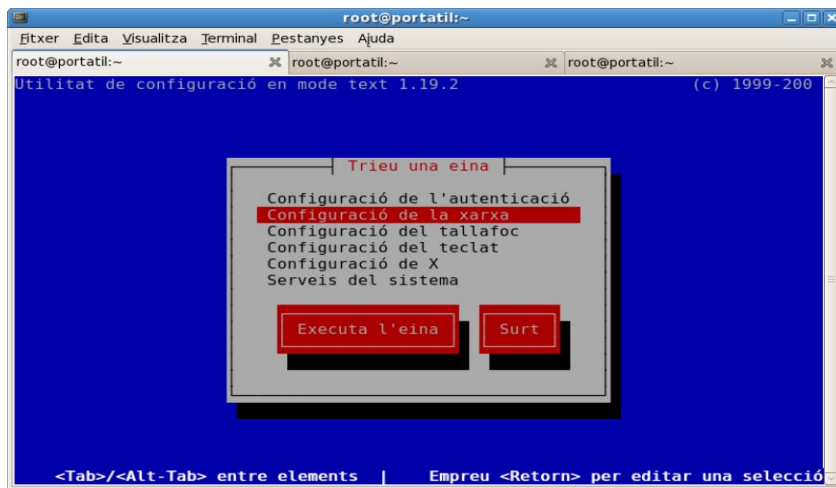 root@portatil:~
Fitxer Edita Visualitza Terminal Pestanyes Ajuda
root@portatil:~ root@portatil:~ root@portatil:~
Utilitat de configuració en mode text 1.19.2 (c) 1999-200
Trieu una eina
Configuració de l'autenticació
Configuració de la xarxa
Configuració del tallafoc
Configuració del teclat
Configuració de X
Serveis del sistema
Executa l'eina Surt
<Tab>/<Alt-Tab> entre elements | Empreu <Retorn> per editar una selecció